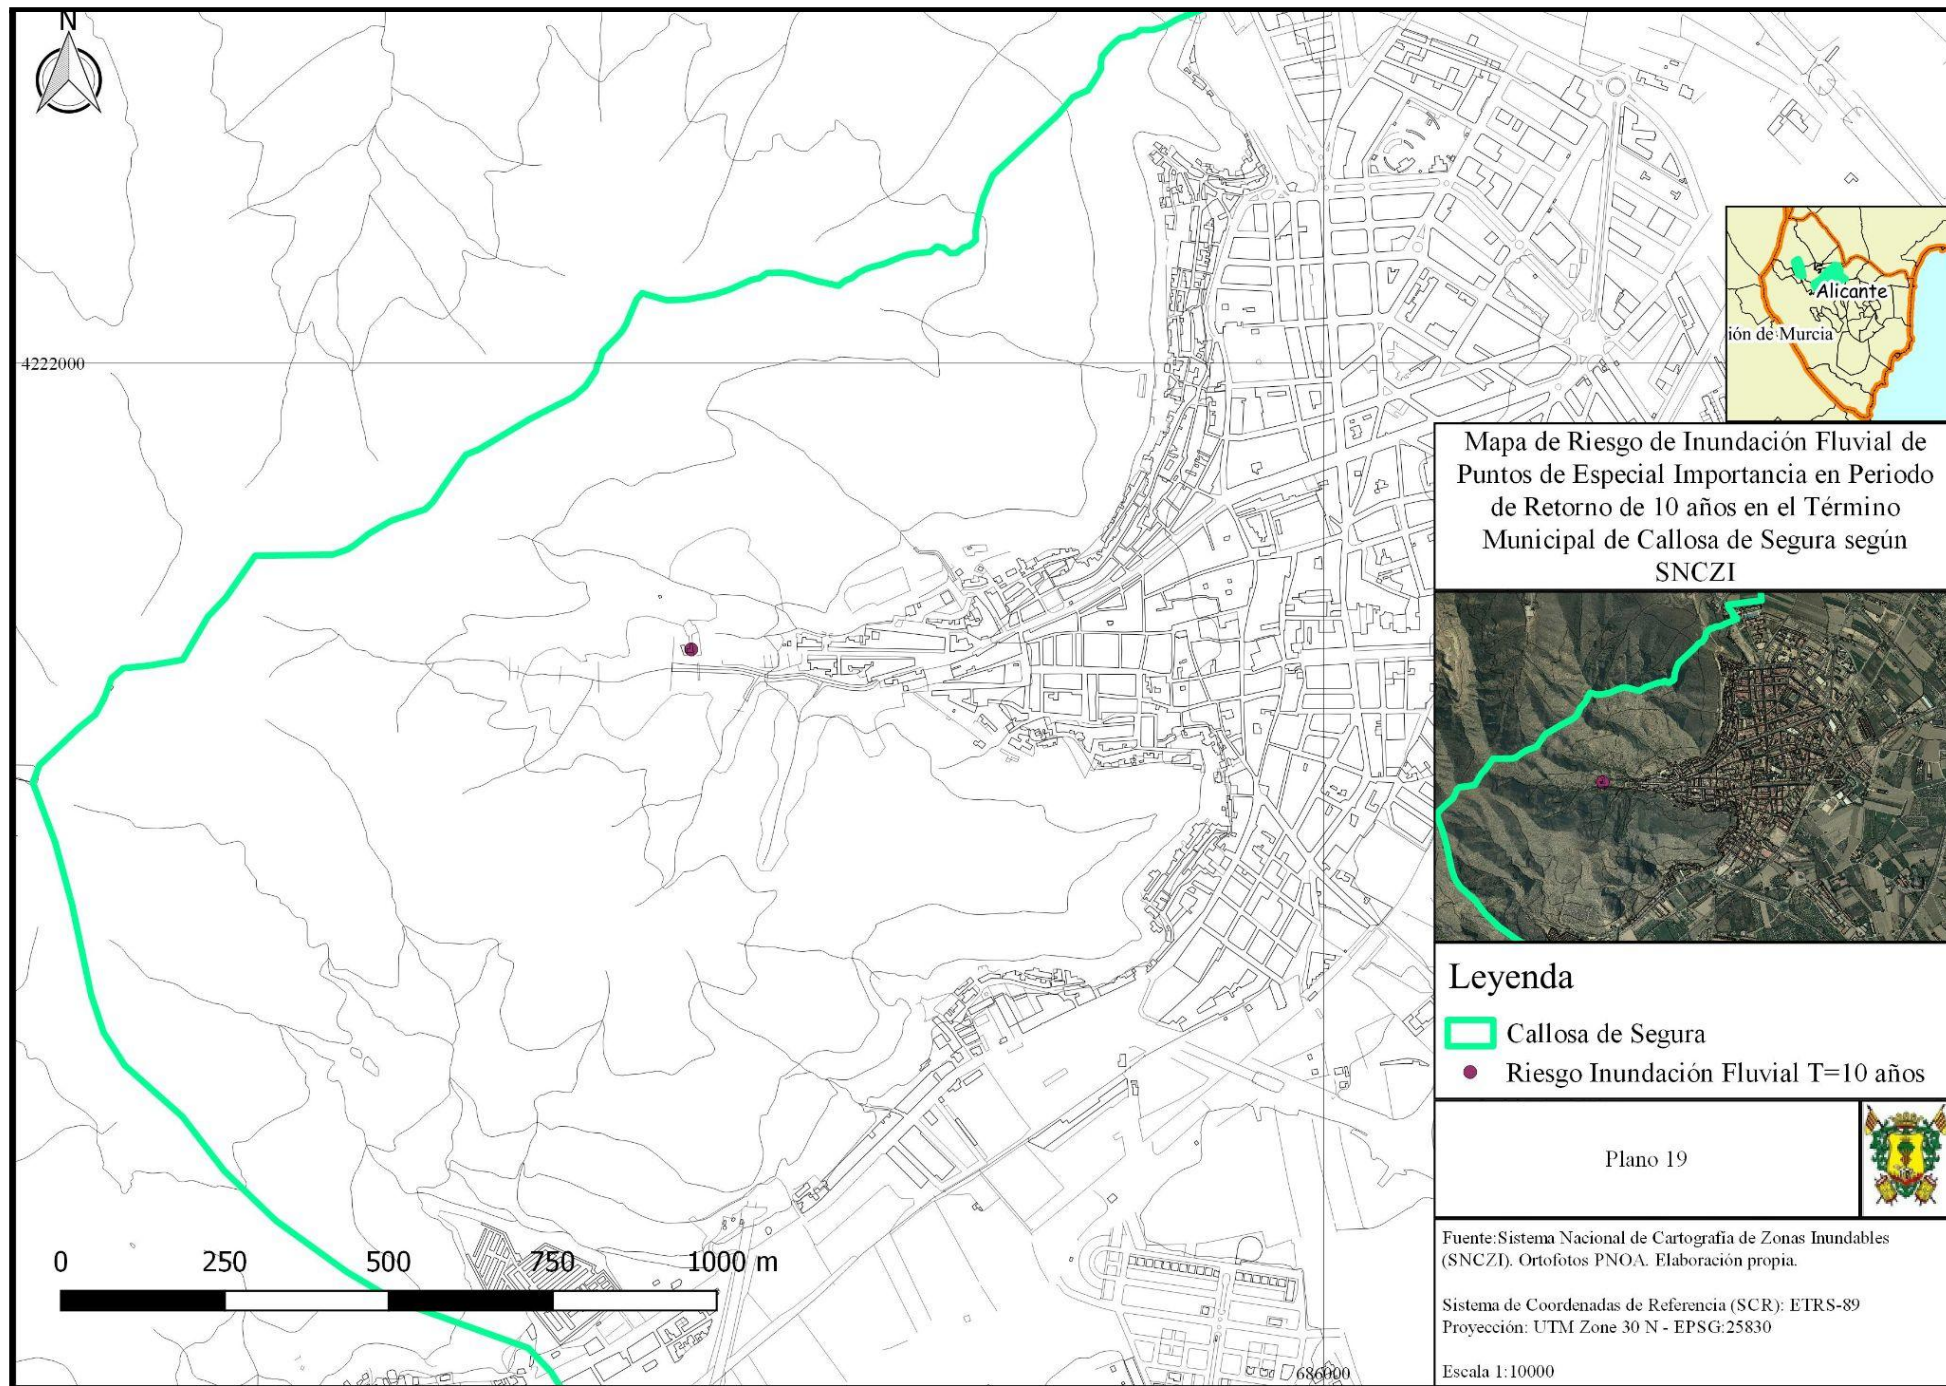 N
4222000
Alicante
ión de Murcia
Mapa de Riesgo de Inundación Fluvial de
Puntos de Especial Importancia en Periodo
de Retorno de 10 años en el Término
Municipal de Callosa de Segura según
SNCZI
Leyenda
Callosa de Segura
Riesgo Inundación Fluvial T=10 años
Plano 19
Fuente:Sistema Nacional de Cartografía de Zonas Inundables
(SNCZI). Ortofotos PNOA. Elaboración propia.
Sistema de Coordenadas de Referencia (SCR): ETRS-89
Proyección: UTM Zone 30 N - EPSG:25830
Escala 1:10000
0 250 500 750 1000 m
686000